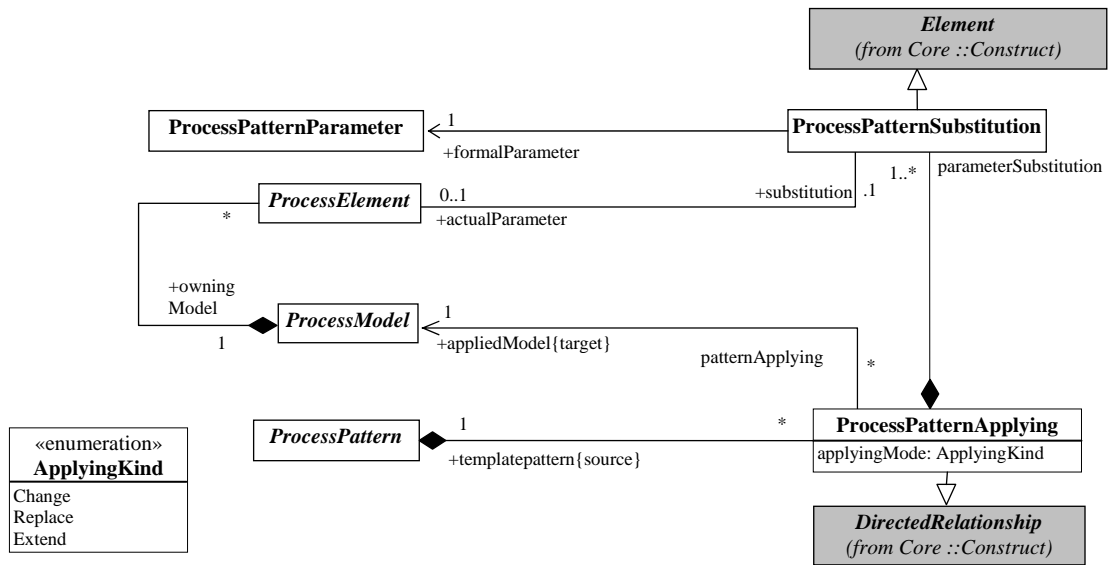 Element
(from Core ::Construct)
ProcessPatternParameter
1
+formalParameter
ProcessPatternSubstitution
ProcessElement
*
0..1
+actualParameter
+substitution
.1
1..*
parameterSubstitution
+owning
Model
1
ProcessModel
1
+appliedModel{target}
patternApplying
*
ProcessPattern
1
+templatepattern{source}
*
ProcessPatternApplying
applyingMode: ApplyingKind
«enumeration»
ApplyingKind
Change
Replace
Extend
DirectedRelationship
(from Core ::Construct)